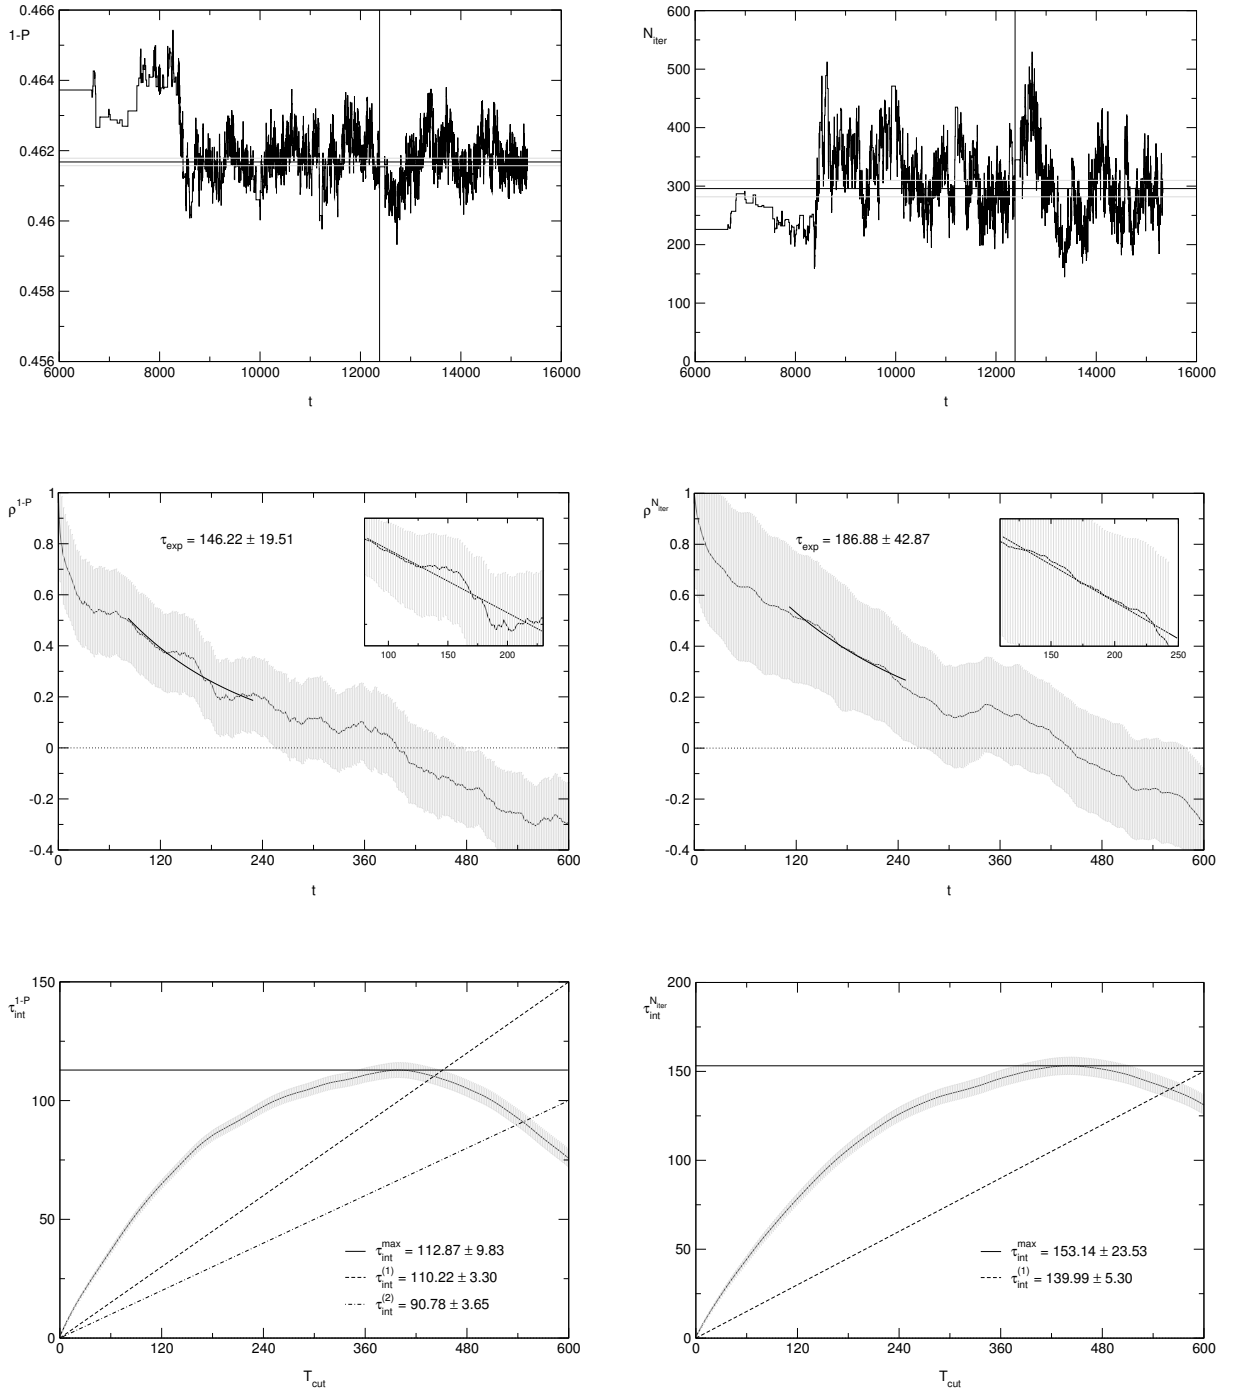 0.466
1-P
0.464
0.462
0.46
0.458
0.456
6000 8000 10000 12000 14000 16000
t
600
N_iter
500
400
300
200
100
0
6000 8000 10000 12000 14000 16000
t
1
ρ^1-P
0.8
0.6
0.4
0.2
0
-0.2
-0.4
τ_exp = 146.22 ± 19.51
100 150 200
0 120 240 360 480 600
t
1
ρ^N_iter
0.8
0.6
0.4
0.2
0
-0.2
-0.4
τ_exp = 186.88 ± 42.87
150 200 250
0 120 240 360 480 600
t
150
τ_int^1-P
100
50
0
τ_int^max = 112.87 ± 9.83
τ_int^(1) = 110.22 ± 3.30
τ_int^(2) = 90.78 ± 3.65
0 120 240 360 480 600
T_cut
200
τ_int^N_iter
150
100
50
0
τ_int^max = 153.14 ± 23.53
τ_int^(1) = 139.99 ± 5.30
0 120 240 360 480 600
T_cut